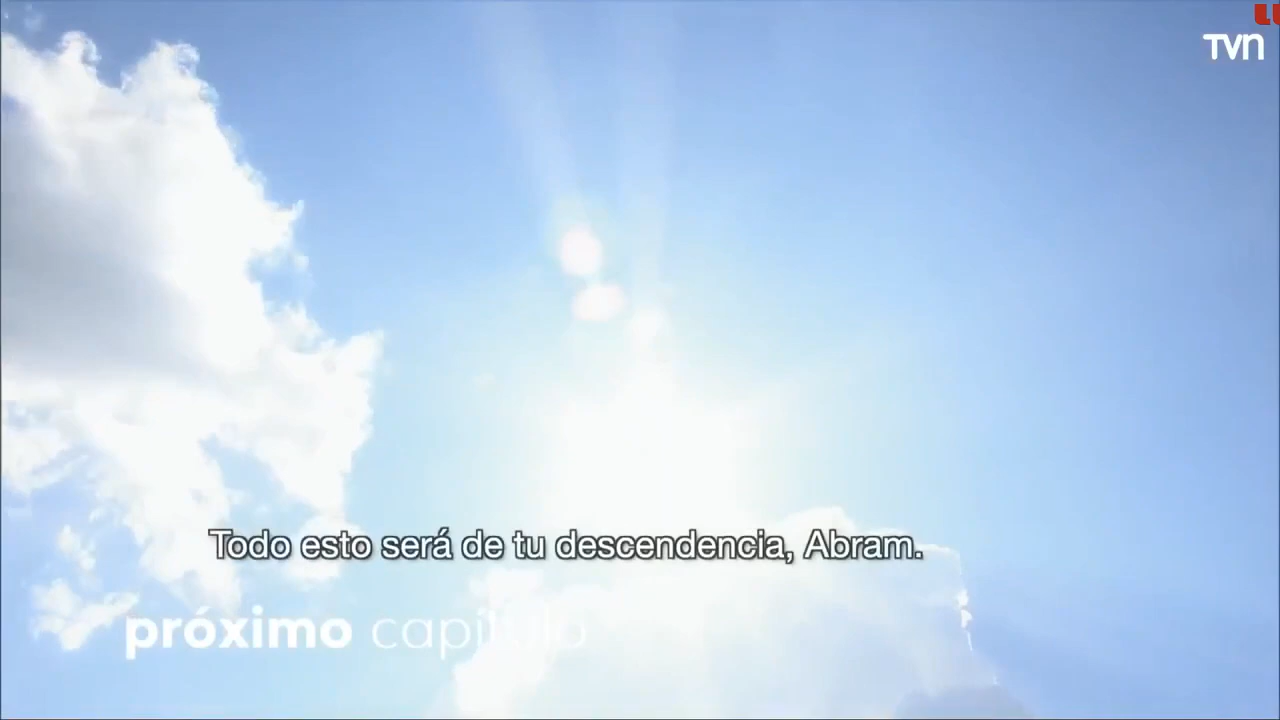 TVN
Todo esto será de tu descendencia, Abram.
próximo capítulo